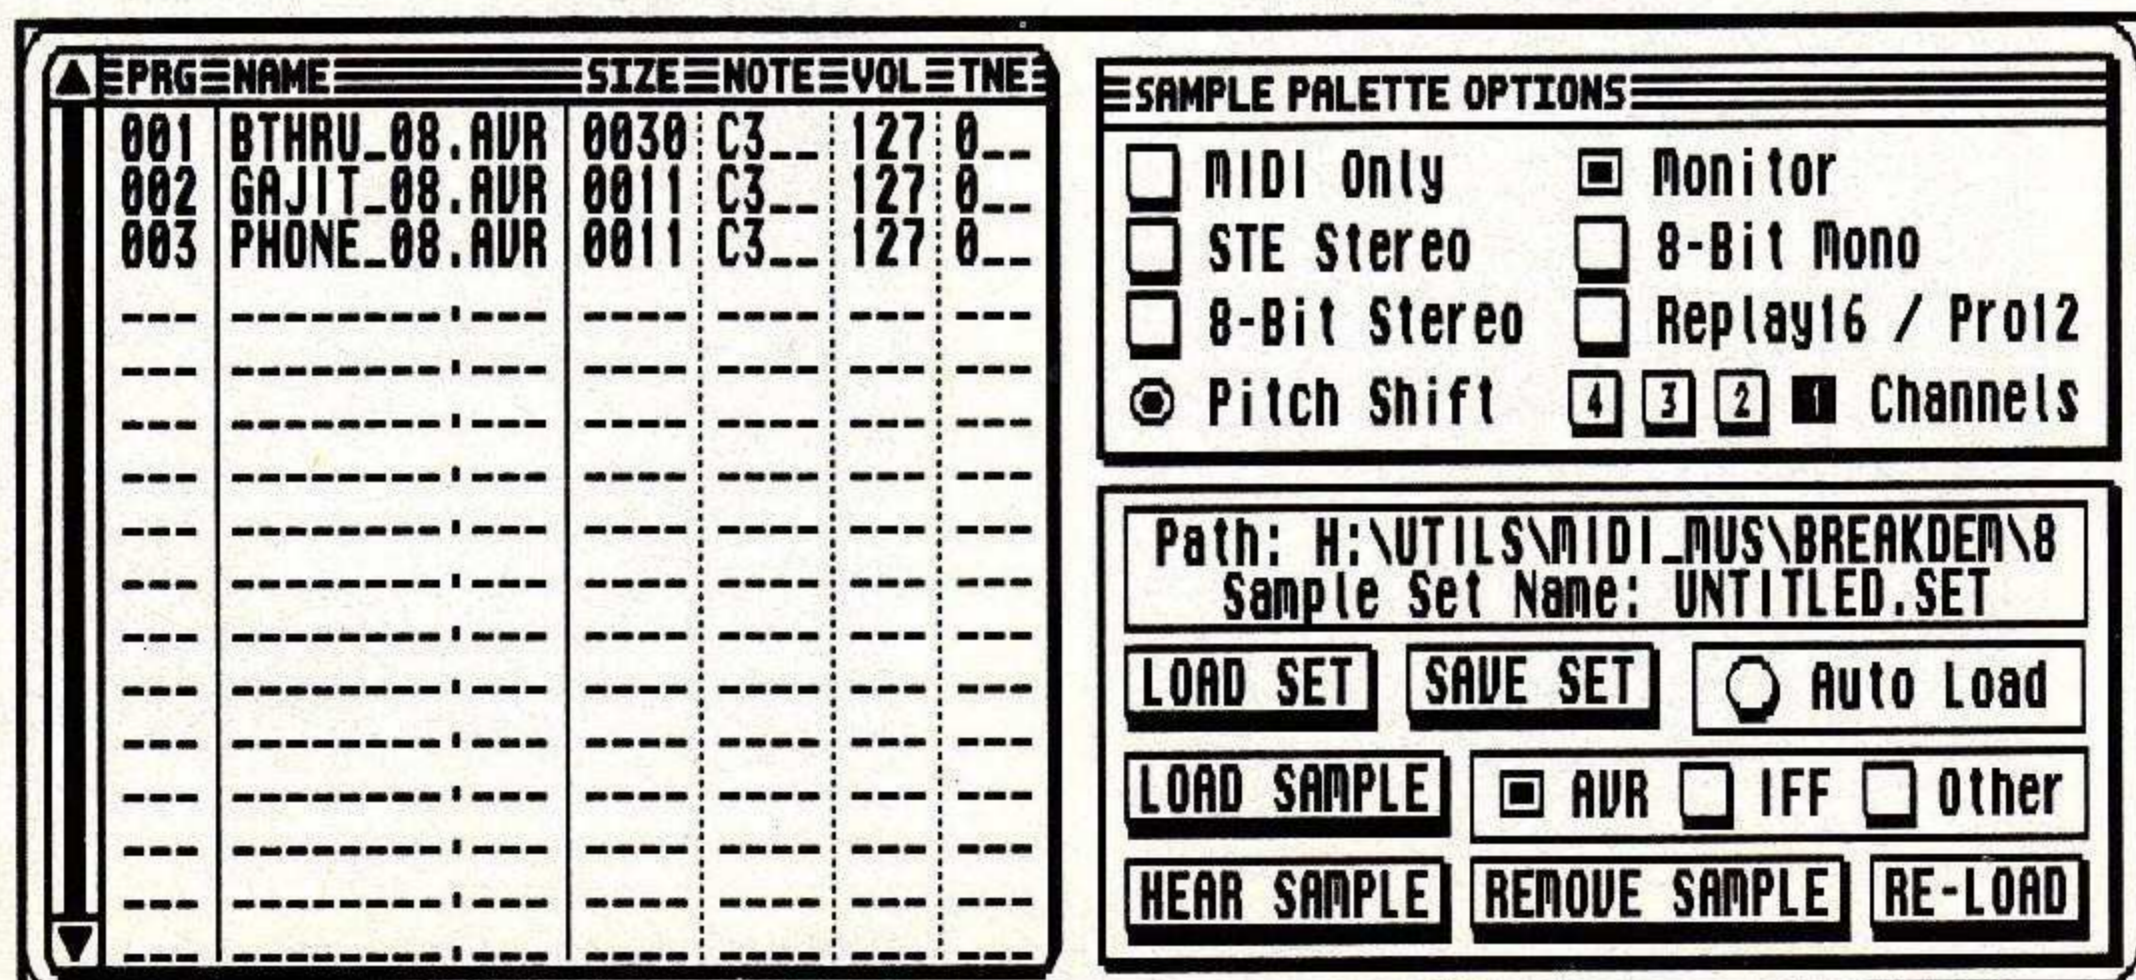 PRG NAME SIZE NOTE VOL TNE
001 BTHRU_08.AVR 0030 C3__ 127 0__
002 GAJIT_08.AVR 0011 C3__ 127 0__
003 PHONE_08.AVR 0011 C3__ 127 0__
--- --------.--- ---- ---- --- ---
--- --------.--- ---- ---- --- ---
--- --------.--- ---- ---- --- ---
--- --------.--- ---- ---- --- ---
--- --------.--- ---- ---- --- ---
--- --------.--- ---- ---- --- ---
--- --------.--- ---- ---- --- ---
--- --------.--- ---- ---- --- ---
--- --------.--- ---- ---- --- ---
--- --------.--- ---- ---- --- ---
--- --------.--- ---- ---- --- ---
--- --------.--- ---- ---- --- ---
--- --------.--- ---- ---- --- ---
SAMPLE PALETTE OPTIONS
MIDI Only Monitor
STE Stereo 8-Bit Mono
8-Bit Stereo Replay16 / Pro12
Pitch Shift 4 3 2 1 Channels
Path: H:\UTILS\MIDI_MUS\BREAKDEM\8
Sample Set Name: UNTITLED.SET
LOAD SET SAVE SET Auto Load
LOAD SAMPLE AVR IFF Other
HEAR SAMPLE REMOVE SAMPLE RE-LOAD